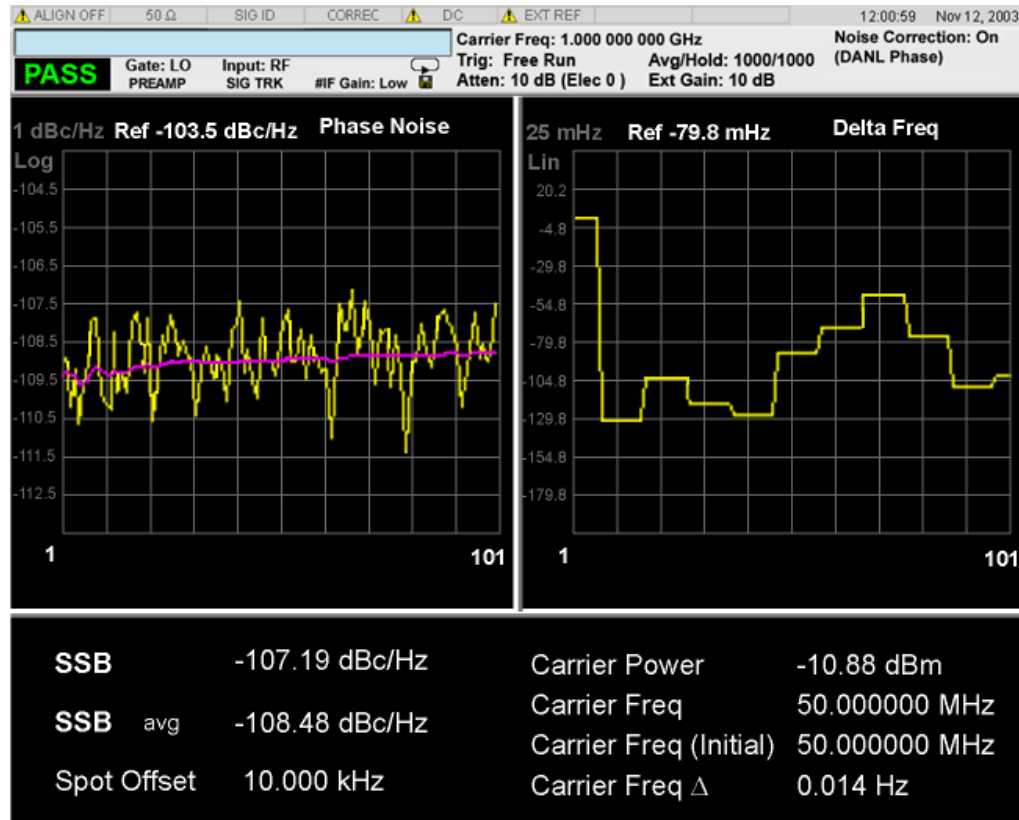 ALIGN OFF 50 Ω SIG ID CORREC DC EXT REF 12:00:59 Nov 12, 2003
Carrier Freq: 1.000 000 000 GHz Noise Correction: On
PASS Gate: LO Input: RF Trig: Free Run Avg/Hold: 1000/1000 (DANL Phase)
PREAMP SIG TRK #IF Gain: Low Atten: 10 dB (Elec 0 ) Ext Gain: 10 dB
1 dBc/Hz Ref -103.5 dBc/Hz Phase Noise
Log
-104.5
-105.5
-106.5
-107.5
-108.5
-109.5
-110.5
-111.5
-112.5
1 101
25 mHz Ref -79.8 mHz Delta Freq
Lin
20.2
-4.8
-29.8
-54.8
-79.8
-104.8
-129.8
-154.8
-179.8
1 101
SSB -107.19 dBc/Hz
SSB avg -108.48 dBc/Hz
Spot Offset 10.000 kHz
Carrier Power -10.88 dBm
Carrier Freq 50.000000 MHz
Carrier Freq (Initial) 50.000000 MHz
Carrier Freq Δ 0.014 Hz